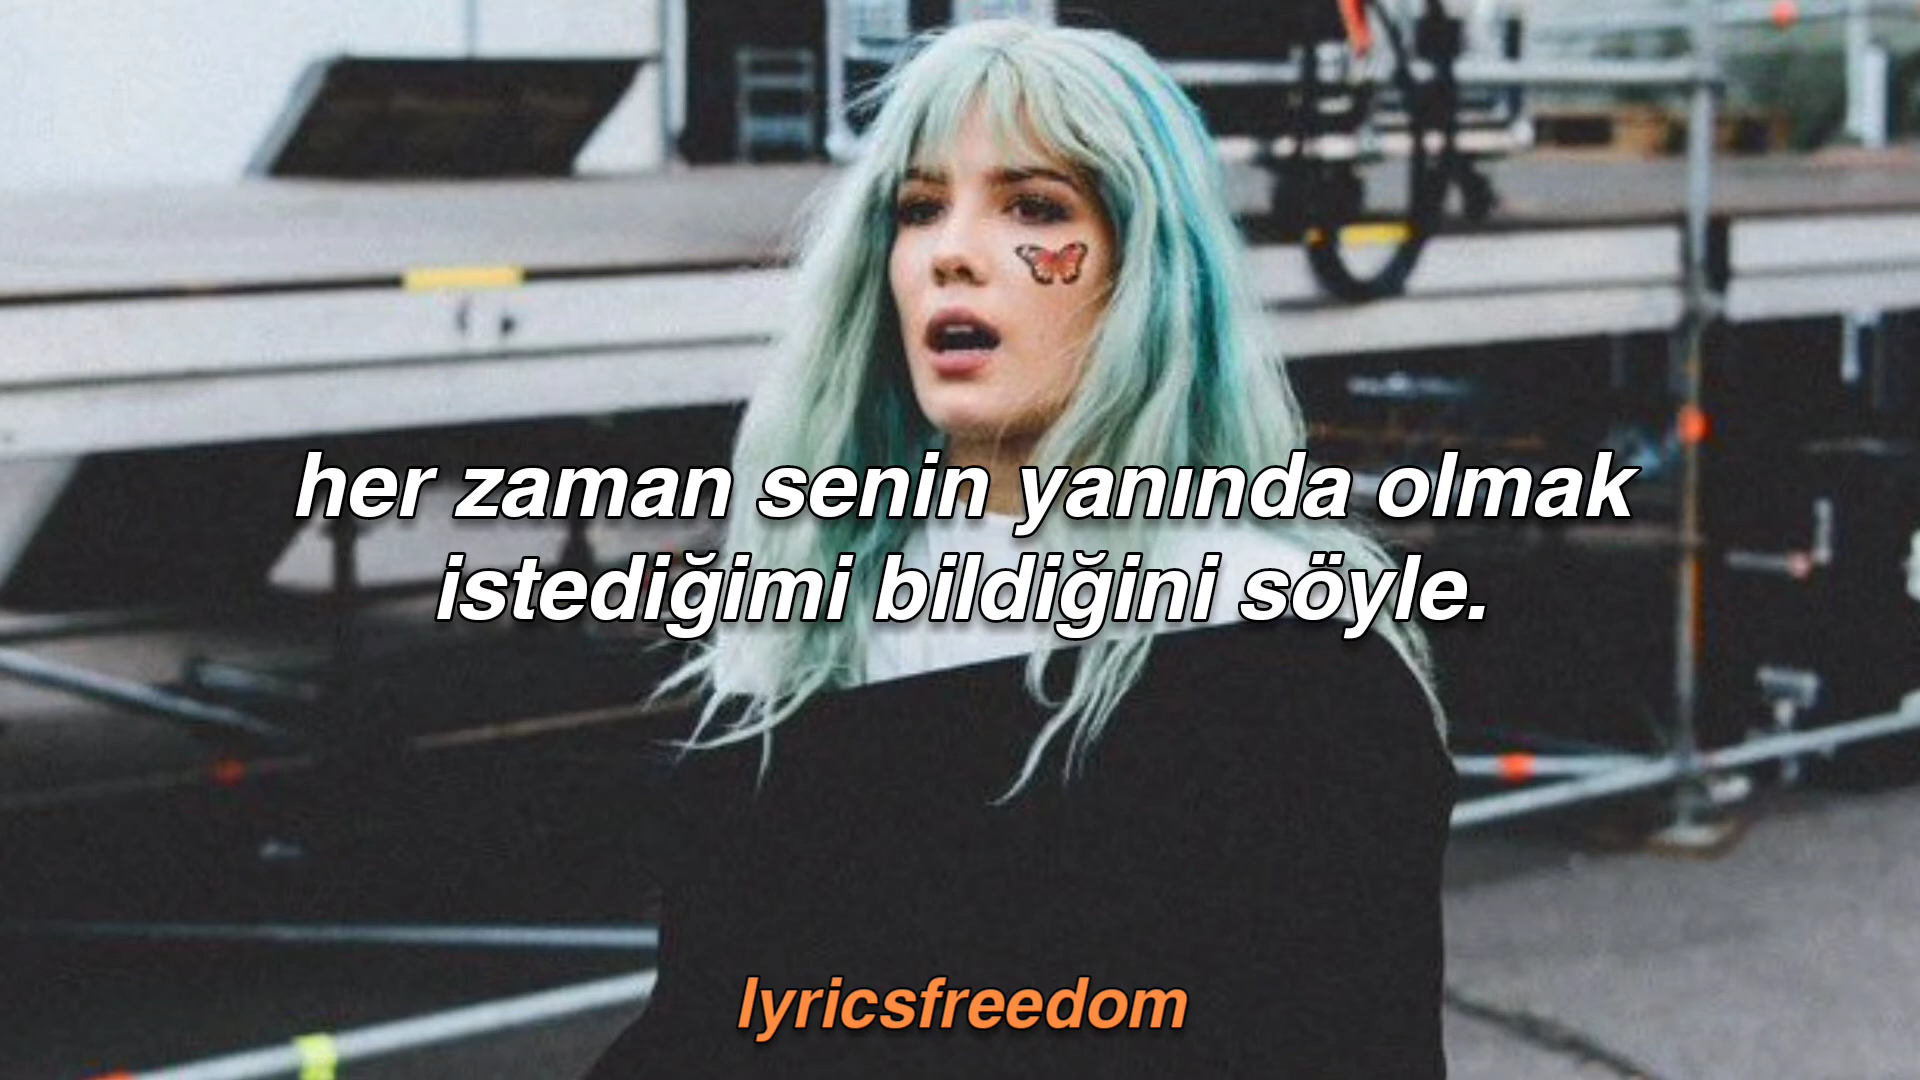 her zaman senin yanında olmak
istediğimi bildiğini söyle.
lyricsfreedom